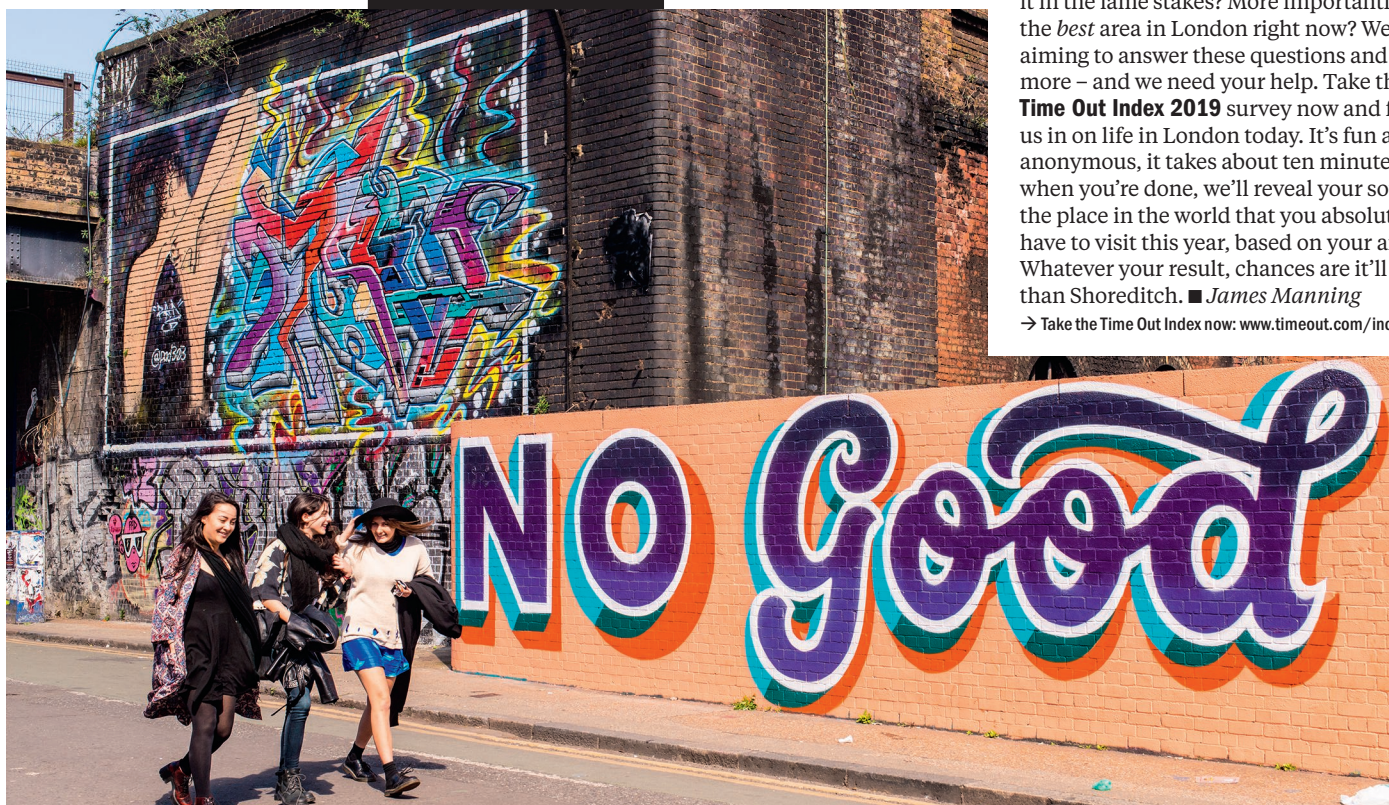 it in the lame stakes? More important
the best area in London right now? We
aiming to answer these questions and
more – and we need your help. Take
Time Out Index 2019 survey now and
us in on life in London today. It’s fun
anonymous, it takes about ten minute
when you’re done, we’ll reveal your
the place in the world that you absolut
have to visit this year, based on your
Whatever your result, chances are it’ll
than Shoreditch. ■ James Manning
→ Take the Time Out Index now: www.timeout.com/in
NO Good